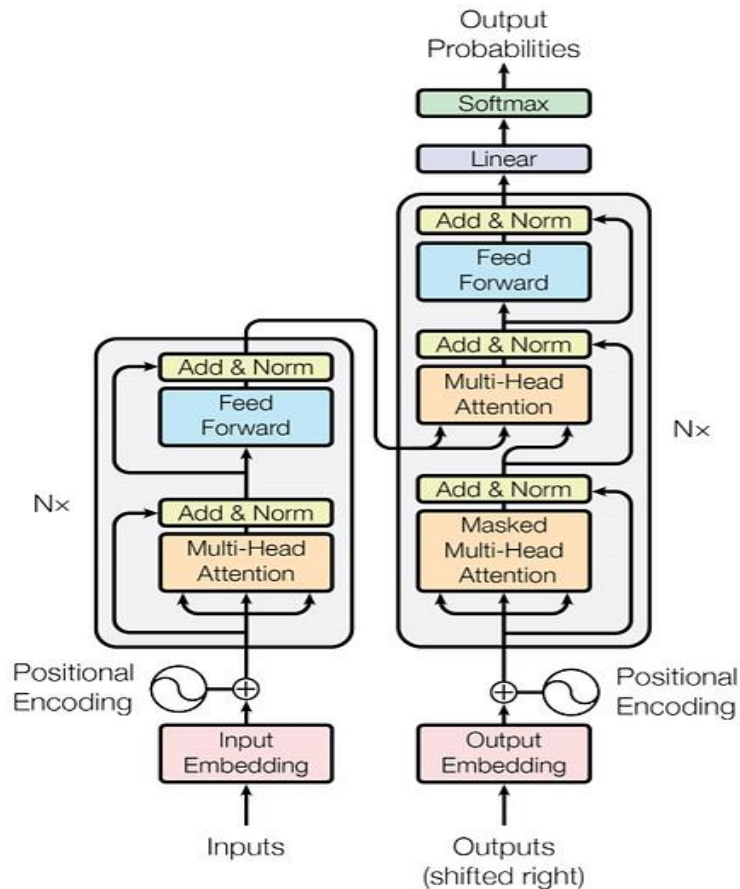 Output
Probabilities
Softmax
Linear
Add & Norm
Feed
Forward
Add & Norm
Multi-Head
Attention
Nx
Add & Norm
Masked
Multi-Head
Attention
Add & Norm
Feed
Forward
Nx
Add & Norm
Multi-Head
Attention
Positional
Encoding
Positional
Encoding
Input
Embedding
Output
Embedding
Inputs
Outputs
(shifted right)